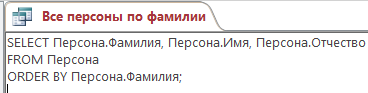 Все персоны по фамилии
SELECT Персона.Фамилия, Персона.Имя, Персона.Отчество
FROM Персона
ORDER BY Персона.Фамилия;